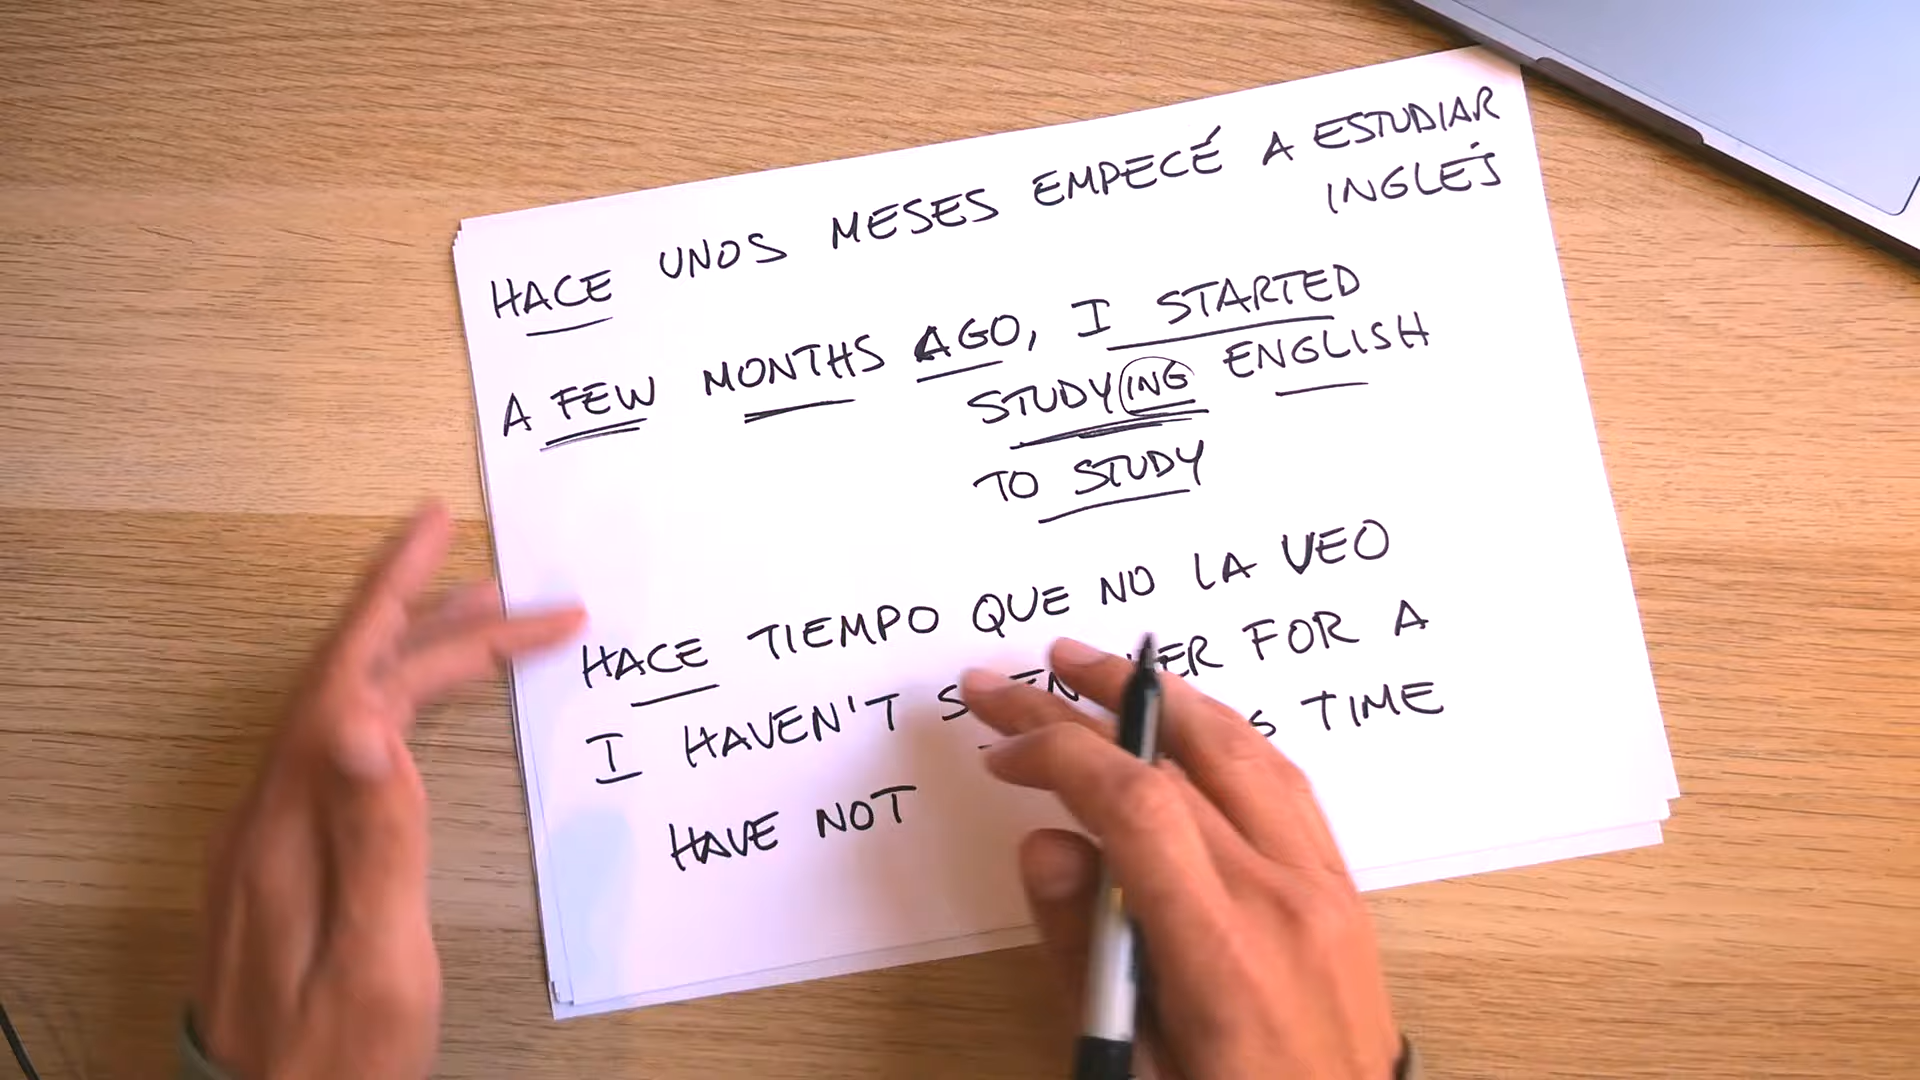 HACE UNOS MESES EMPECÉ A ESTUDIAR
INGLÉS
A FEW MONTHS AGO, I STARTED
STUDYING ENGLISH
TO STUDY
HACE TIEMPO QUE NO LA VEO
I HAVEN'T FOR A
TIME
HAVE NOT